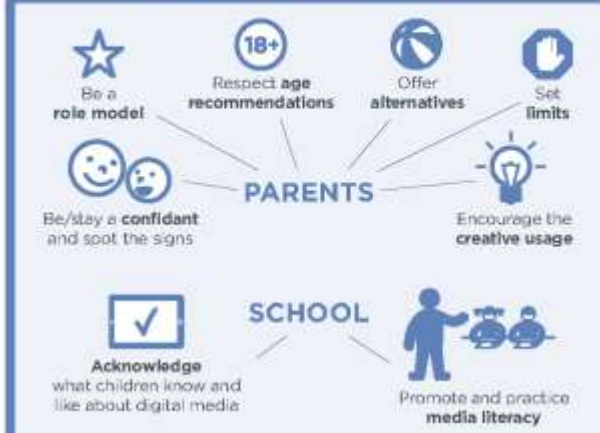 18+
Be a
role model
Respect age
recommendations
Offer
alternatives
Set
limits
PARENTS
Be/stay a confidant
and spot the signs
Encourage the
creative usage
SCHOOL
Acknowledge
what children know and
like about digital media
Promote and practice
media literacy